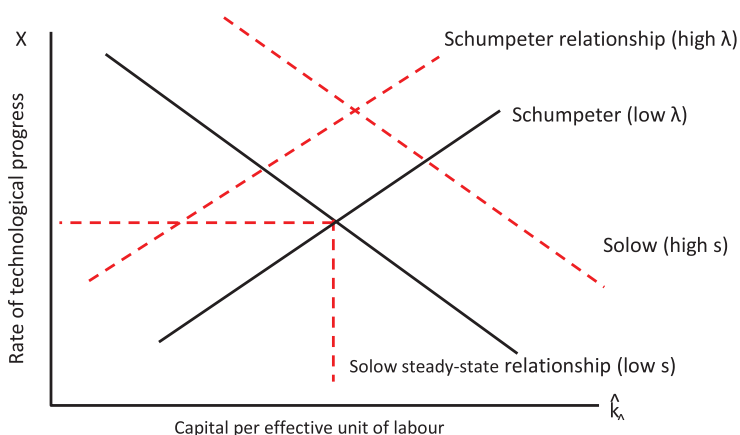 X
Schumpeter relationship (high λ)
Schumpeter (low λ)
Rate of technological progress
Solow (high s)
Solow steady-state relationship (low s)
k̂^
Capital per effective unit of labour